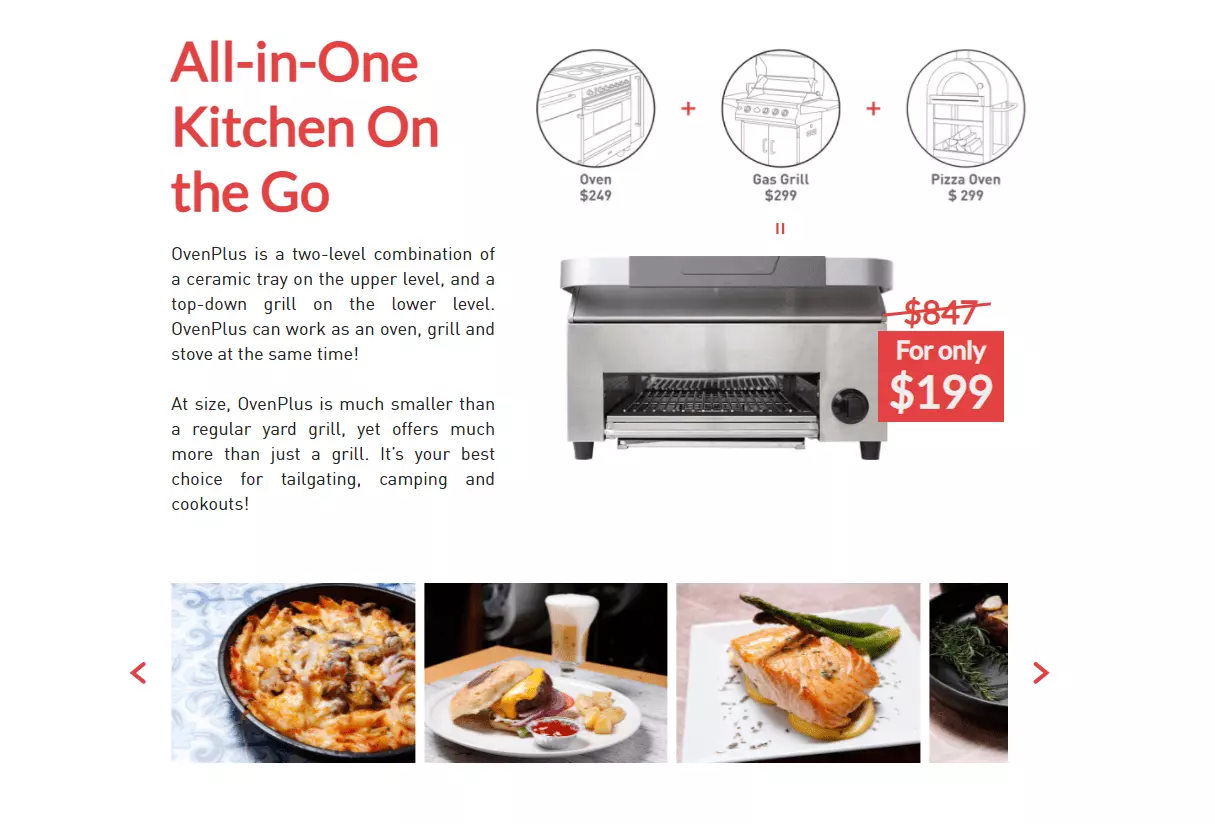 All-in-One
Kitchen On
the Go
OvenPlus is a two-level combination of
a ceramic tray on the upper level, and a
top-down grill on the lower level.
OvenPlus can work as an oven, grill and
stove at the same time!
At size, OvenPlus is much smaller than
a regular yard grill, yet offers much
more than just a grill. It's your best
choice for tailgating, camping and
cookouts!
+ +
Oven Gas Grill Pizza Oven
$249 $299 $ 299
=
$847
For only
$199